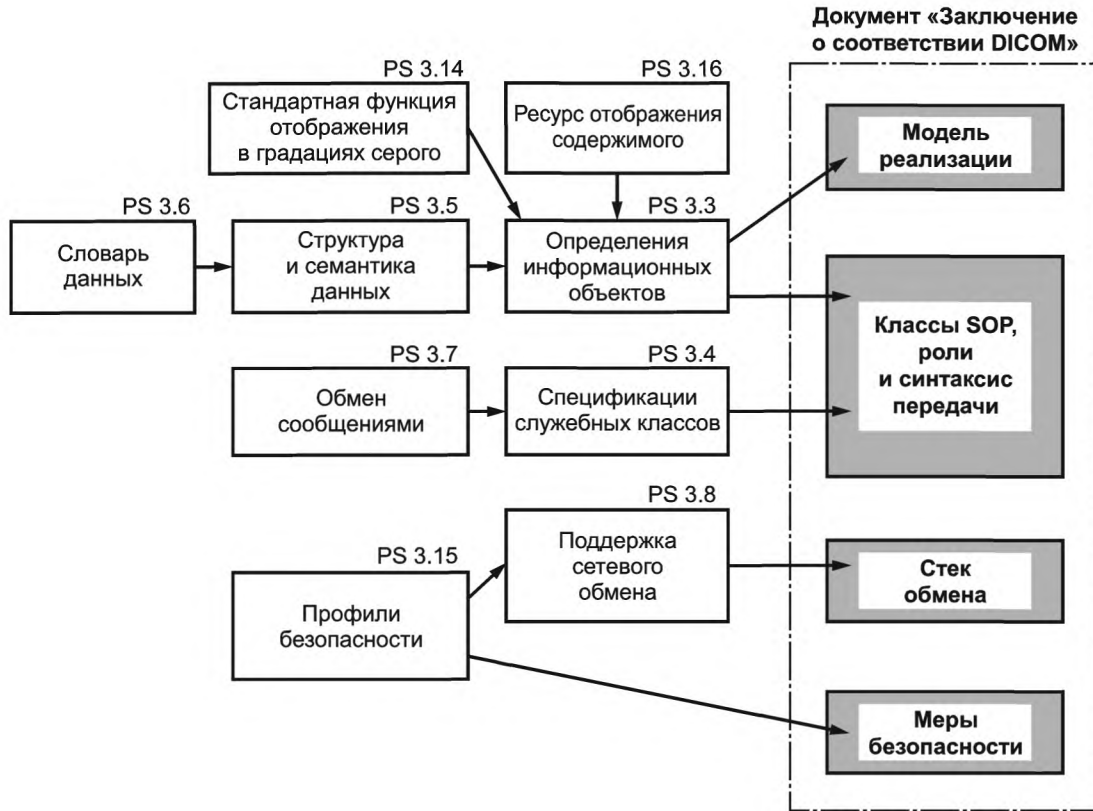 Документ «Заключение
о соответствии DICOM»
PS 3.14
Стандартная функция
отображения
в градациях серого
PS 3.16
Ресурс отображения
содержимого
Модель
реализации
PS 3.6
Словарь
данных
PS 3.5
Структура
и семантика
данных
PS 3.3
Определения
информационных
объектов
Классы SOP,
роли
и синтаксис
передачи
PS 3.7
Обмен
сообщениями
PS 3.4
Спецификации
служебных классов
PS 3.8
Поддержка
сетевого
обмена
Стек
обмена
PS 3.15
Профили
безопасности
Меры
безопасности